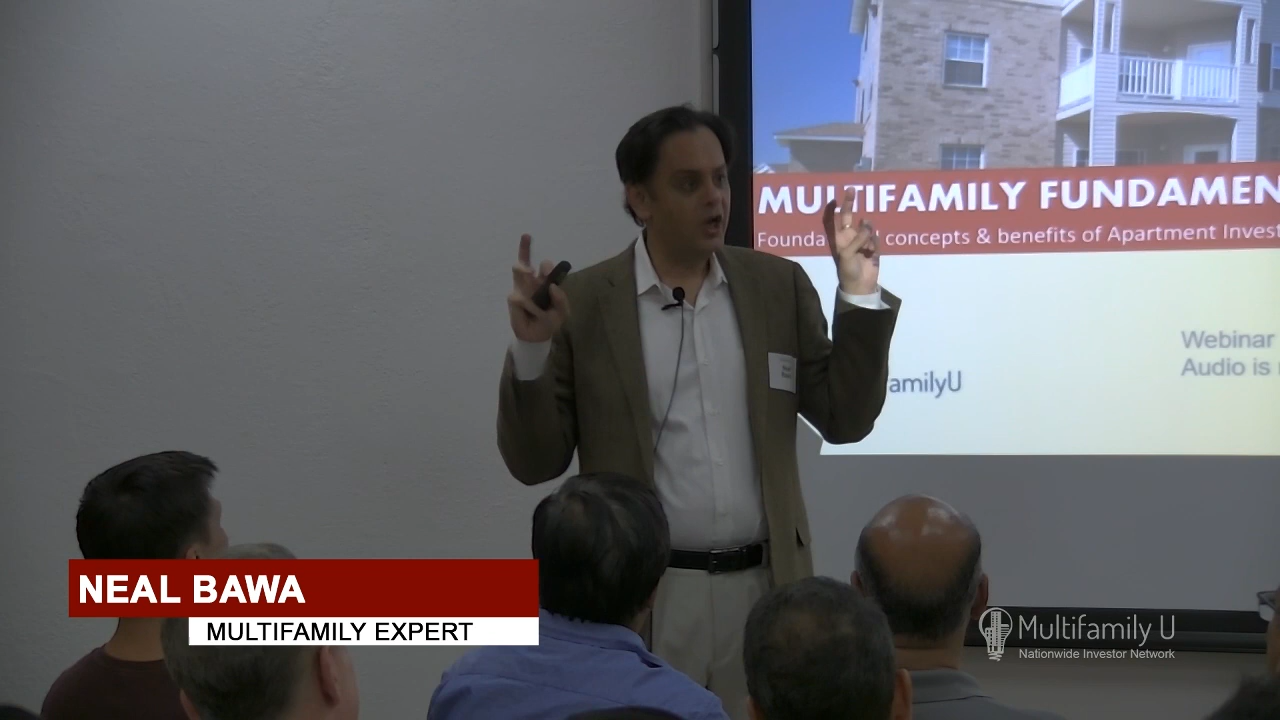 MULTIFAMILY FUNDAMEN
Founda concepts & benefits of Apartment Invest
Webinar
Audio is
amilyU
NEAL BAWA
MULTIFAMILY EXPERT
Multifamily U
Nationwide Investor Network